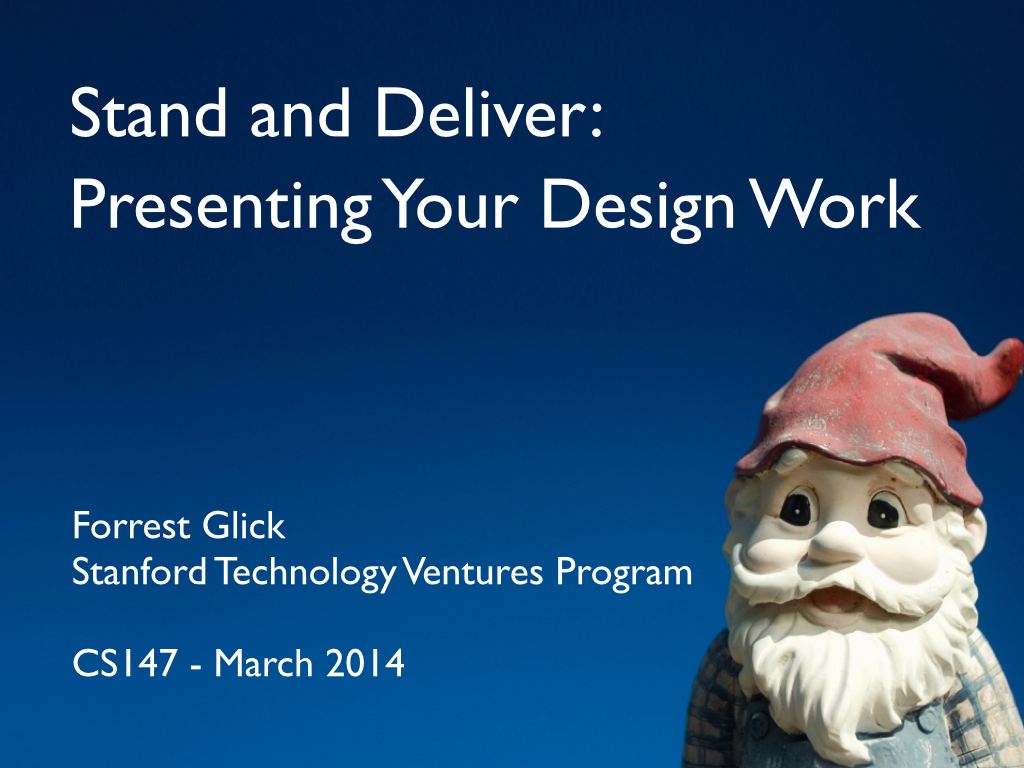 Stand and Deliver:
Presenting Your Design Work
Forrest Glick
Stanford Technology Ventures Program
CS147 - March 2014